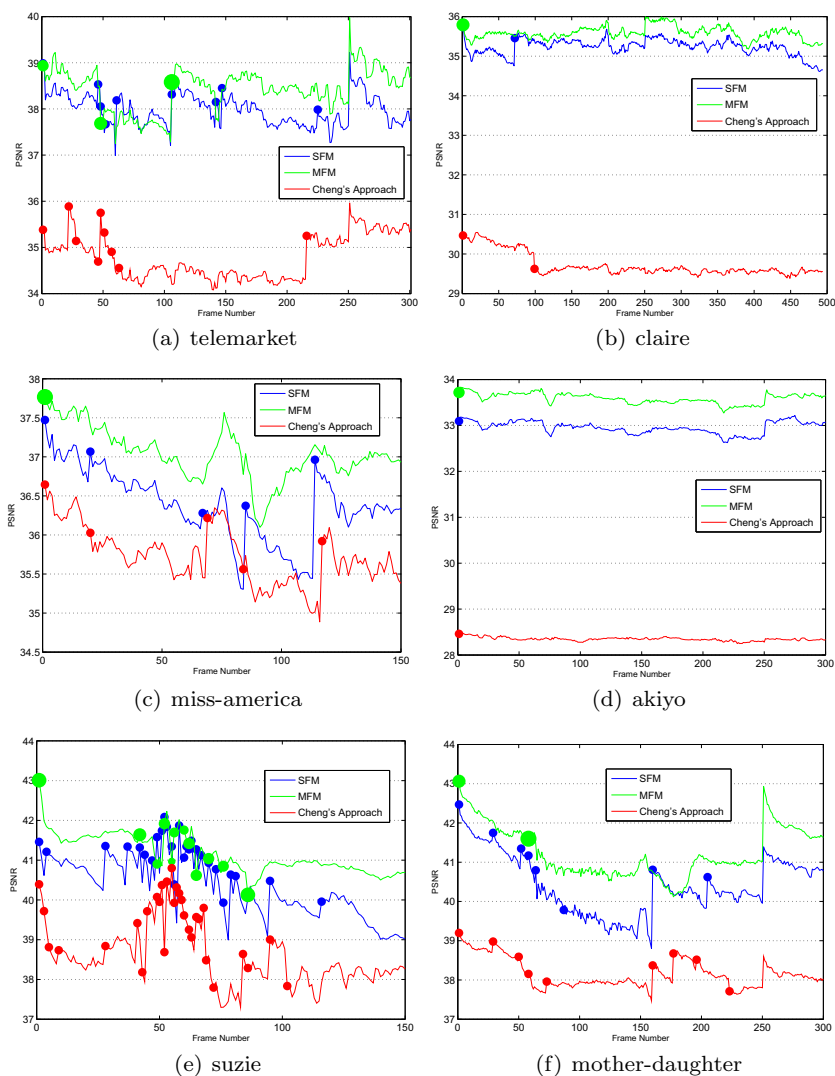 40
39
38
37
36
35
34
0 50 100 150 200 250 300
PSNR
Frame Number
SFM
MFM
Cheng's Approach
(a) telemarket
36
35
34
33
32
31
30
29
0 50 100 150 200 250 300 350 400 450 500
PSNR
Frame Number
SFM
MFM
Cheng's Approach
(b) claire
38
37.5
37
36.5
36
35.5
35
34.5
0 50 100 150
PSNR
Frame Number
SFM
MFM
Cheng's Approach
(c) miss-america
34
33
32
31
30
29
28
0 50 100 150 200 250 300
PSNR
Frame Number
SFM
MFM
Cheng's Approach
(d) akiyo
44
43
42
41
40
39
38
37
0 50 100 150
PSNR
Frame Number
SFM
MFM
Cheng's Approach
(e) suzie
44
43
42
41
40
39
38
37
0 50 100 150 200 250 300
PSNR
Frame Number
SFM
MFM
Cheng's Approach
(f) mother-daughter